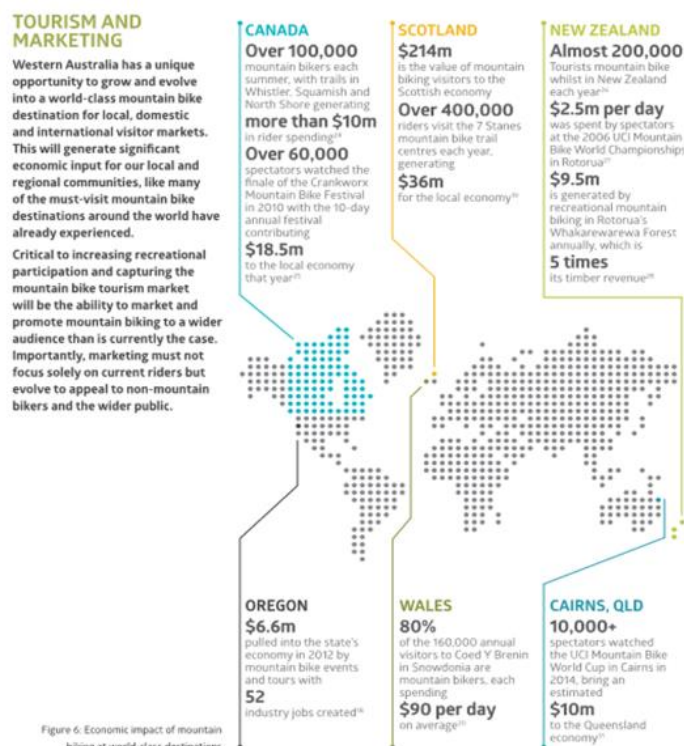 TOURISM AND
MARKETING
Western Australia has a unique
opportunity to grow and evolve
into a world-class mountain bike
destination for local, domestic
and international visitor markets.
This will generate significant
economic input for our local and
regional communities, like many
of the must-visit mountain bike
destinations around the world have
already experienced.
Critical to increasing recreational
participation and capturing the
mountain bike tourism market
will be the ability to market and
promote mountain biking to a wider
audience than is currently the case.
Importantly, marketing must not
focus solely on current riders but
evolve to appeal to non-mountain
bikers and the wider public.
CANADA
Over 100,000
mountain bikers each
summer, with trails in
Whistler, Squamish and
North Shore generating
more than $10m
in rider spending²⁴
Over 60,000
spectators watched the
finale of the Crankworx
Mountain Bike Festival
in 2010 with the 10-day
annual festival
contributing
$18.5m
to the local economy
that year²⁵
SCOTLAND
$214m
is the value of mountain
biking visitors to the
Scottish economy
Over 400,000
riders visit the 7 Stanes
mountain bike trail
centres each year,
generating
$36m
for the local economy
NEW ZEALAND
Almost 200,000
Tourists mountain bike
whilst in New Zealand
each year
$2.5m per day
was spent by spectators
at the 2006 UCI Mountain
Bike World Championships
in Rotorua²⁷
$9.5m
is generated by
recreational mountain
biking in Rotorua's
Whakarewarewa Forest
annually, which is
5 times
its timber revenue²⁸
OREGON
$6.6m
pulled into the state's
economy in 2012 by
mountain bike events
and tours with
52
industry jobs created
WALES
80%
of the 160,000 annual
visitors to Coed Y Brenin
in Snowdonia are
mountain bikers, each
spending
$90 per day
on average
CAIRNS, QLD
10,000+
spectators watched
the UCI Mountain Bike
World Cup in Cairns in
2014, bring an
estimated
$10m
to the Queensland
economy³¹
Figure 6: Economic impact of mountain
biking at world-class destinations